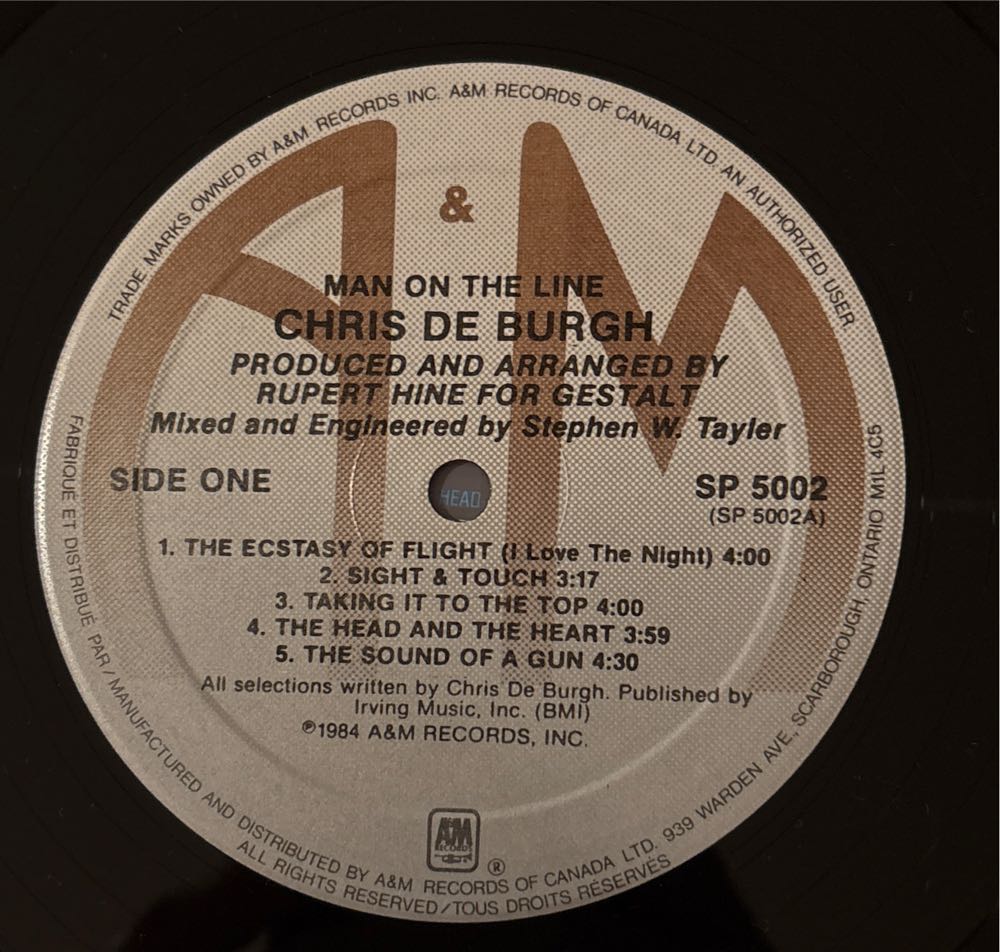 TRADE MARKS OWNED BY A&M RECORDS INC. A&M RECORDS OF CANADA LTD. AN AUTHORIZED USER
A & M
MAN ON THE LINE
CHRIS DE BURGH
PRODUCED AND ARRANGED BY
RUPERT HINE FOR GESTALT
Mixed and Engineered by Stephen W. Tayler
SIDE ONE
HEAD
SP 5002
(SP 5002A)
1. THE ECSTASY OF FLIGHT (I Love The Night) 4:00
2. SIGHT & TOUCH 3:17
3. TAKING IT TO THE TOP 4:00
4. THE HEAD AND THE HEART 3:59
5. THE SOUND OF A GUN 4:30
All selections written by Chris De Burgh. Published by
Irving Music, Inc. (BMI)
℗1984 A&M RECORDS, INC.
A&M
RECORDS
®
FABRIQUÉ ET DISTRIBUÉ PAR / MANUFACTURED AND DISTRIBUTED BY A&M RECORDS OF CANADA LTD. 939 WARDEN AVE., SCARBOROUGH, ONTARIO M1L 4C5
ALL RIGHTS RESERVED/TOUS DROITS RÉSERVÉS